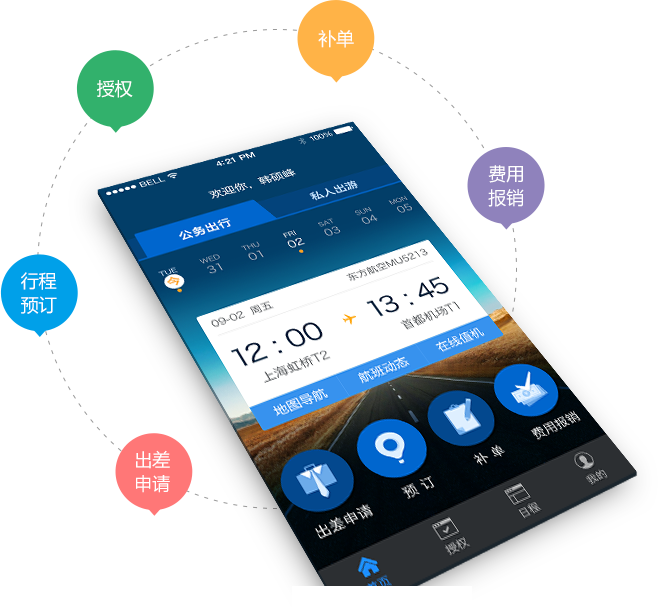 补单
授权
费用
报销
行程
预订
出差
申请
BELL 4:21 PM 100%
欢迎你，韩硕峰
公务出行 私人出游
TUE WED THU FRI SAT SUN MON
今 31 01 02 03 04 05
09-02 周五 东方航空MU5213
12:00 13:45
上海虹桥T2 首都机场T1
地图导航 航班动态 在线值机
出差申请 预订 补单 费用报销
首页 授权 日程 我的